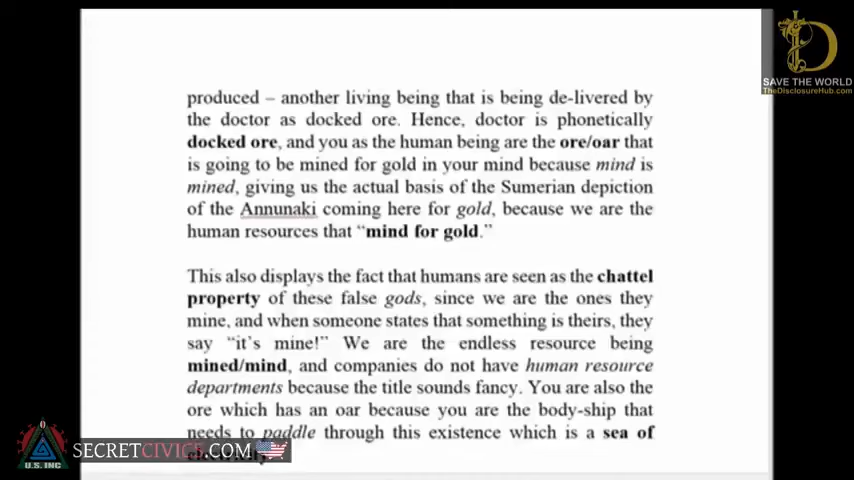 produced – another living being that is being de-livered by
the doctor as docked ore. Hence, doctor is phonetically
docked ore, and you as the human being are the ore/oar that
is going to be mined for gold in your mind because mind is
mined, giving us the actual basis of the Sumerian depiction
of the Annunaki coming here for gold, because we are the
human resources that “mind for gold.”
This also displays the fact that humans are seen as the chattel
property of these false gods, since we are the ones they
mine, and when someone states that something is theirs, they
say “it’s mine!” We are the endless resource being
mined/mind, and companies do not have human resource
departments because the title sounds fancy. You are also the
ore which has an oar because you are the body-ship that
needs to paddle through this existence which is a sea of
D
SAVE THE WORLD
TheDisclosureHub.com
U.S. INC
SECRETCIVICS.COM